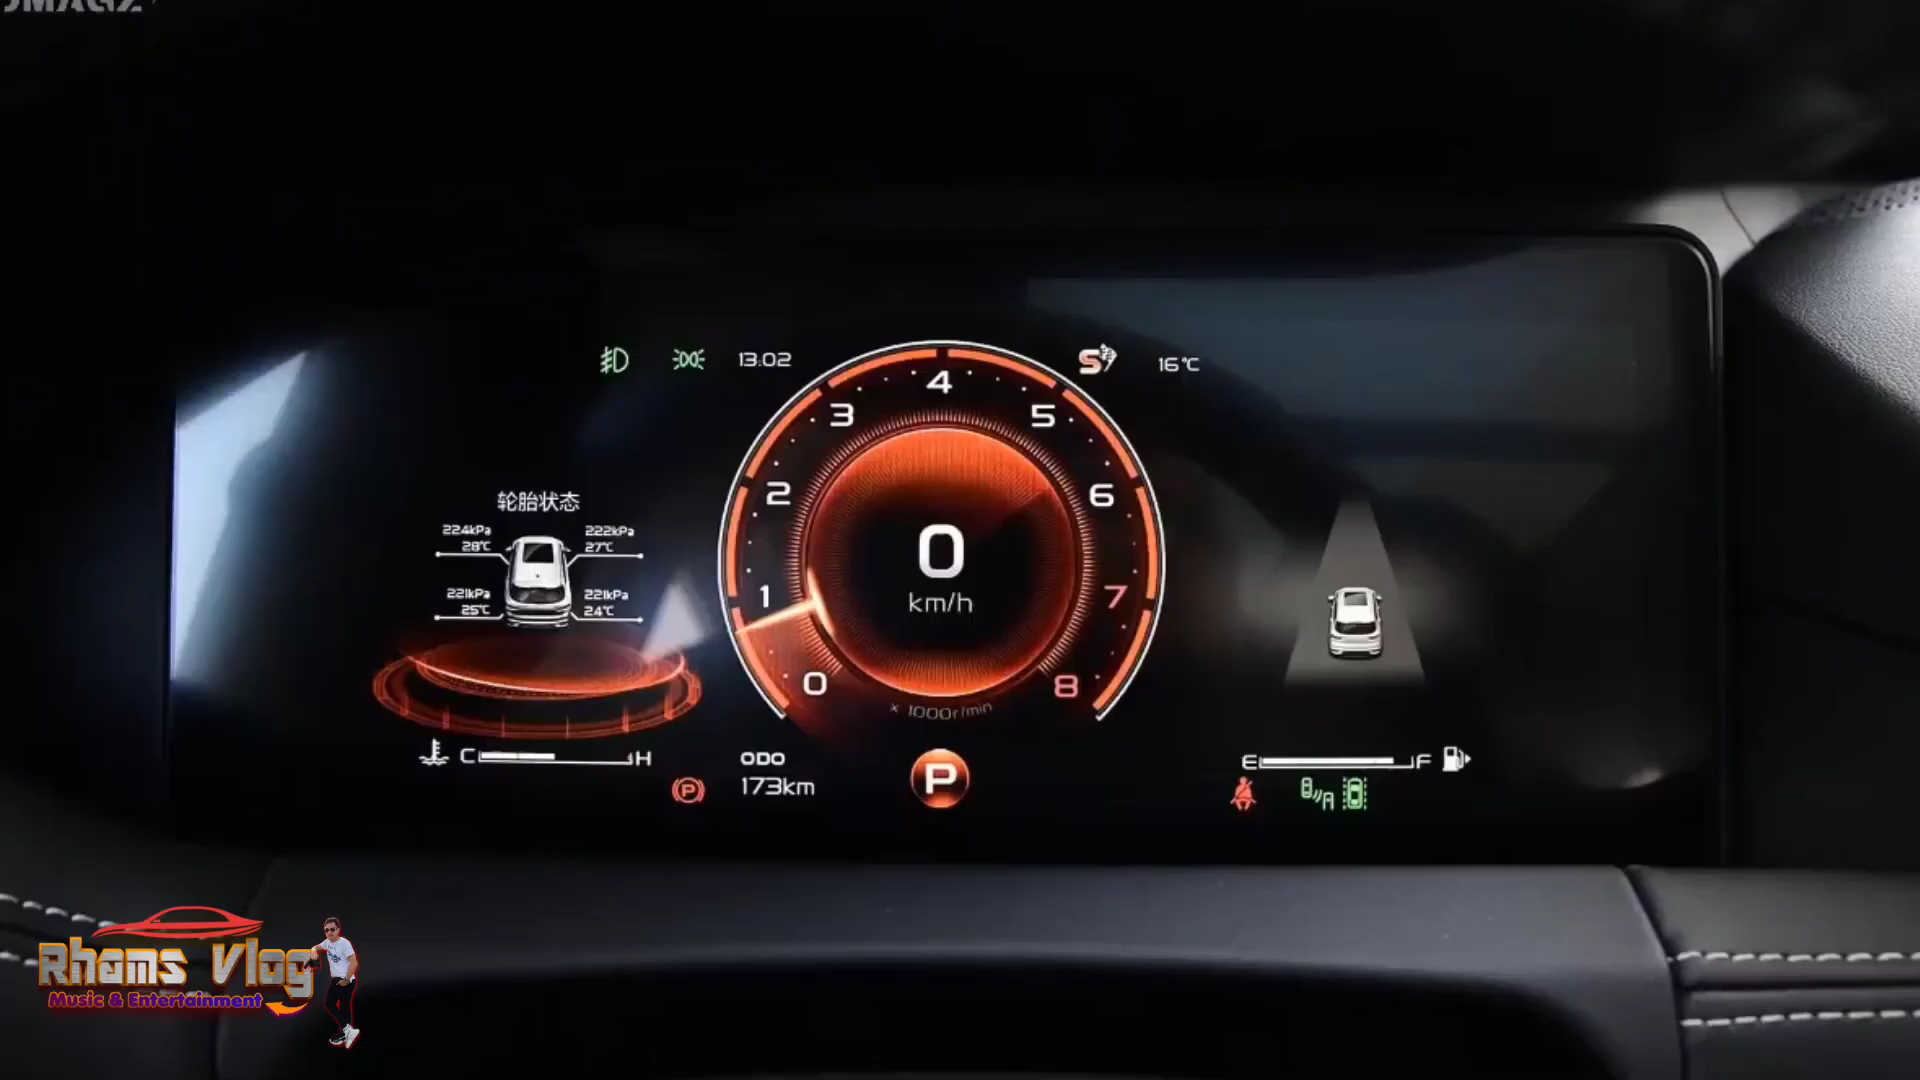 13:02
S
16℃
轮胎状态
224kPa
28℃
222kPa
27℃
221kPa
25℃
221kPa
24℃
0
1
2
3
4
5
6
7
8
0
km/h
× 1000r/min
C H
P
ODO
173km
P
E F
A
Rhams Vlog
Music & Entertainment